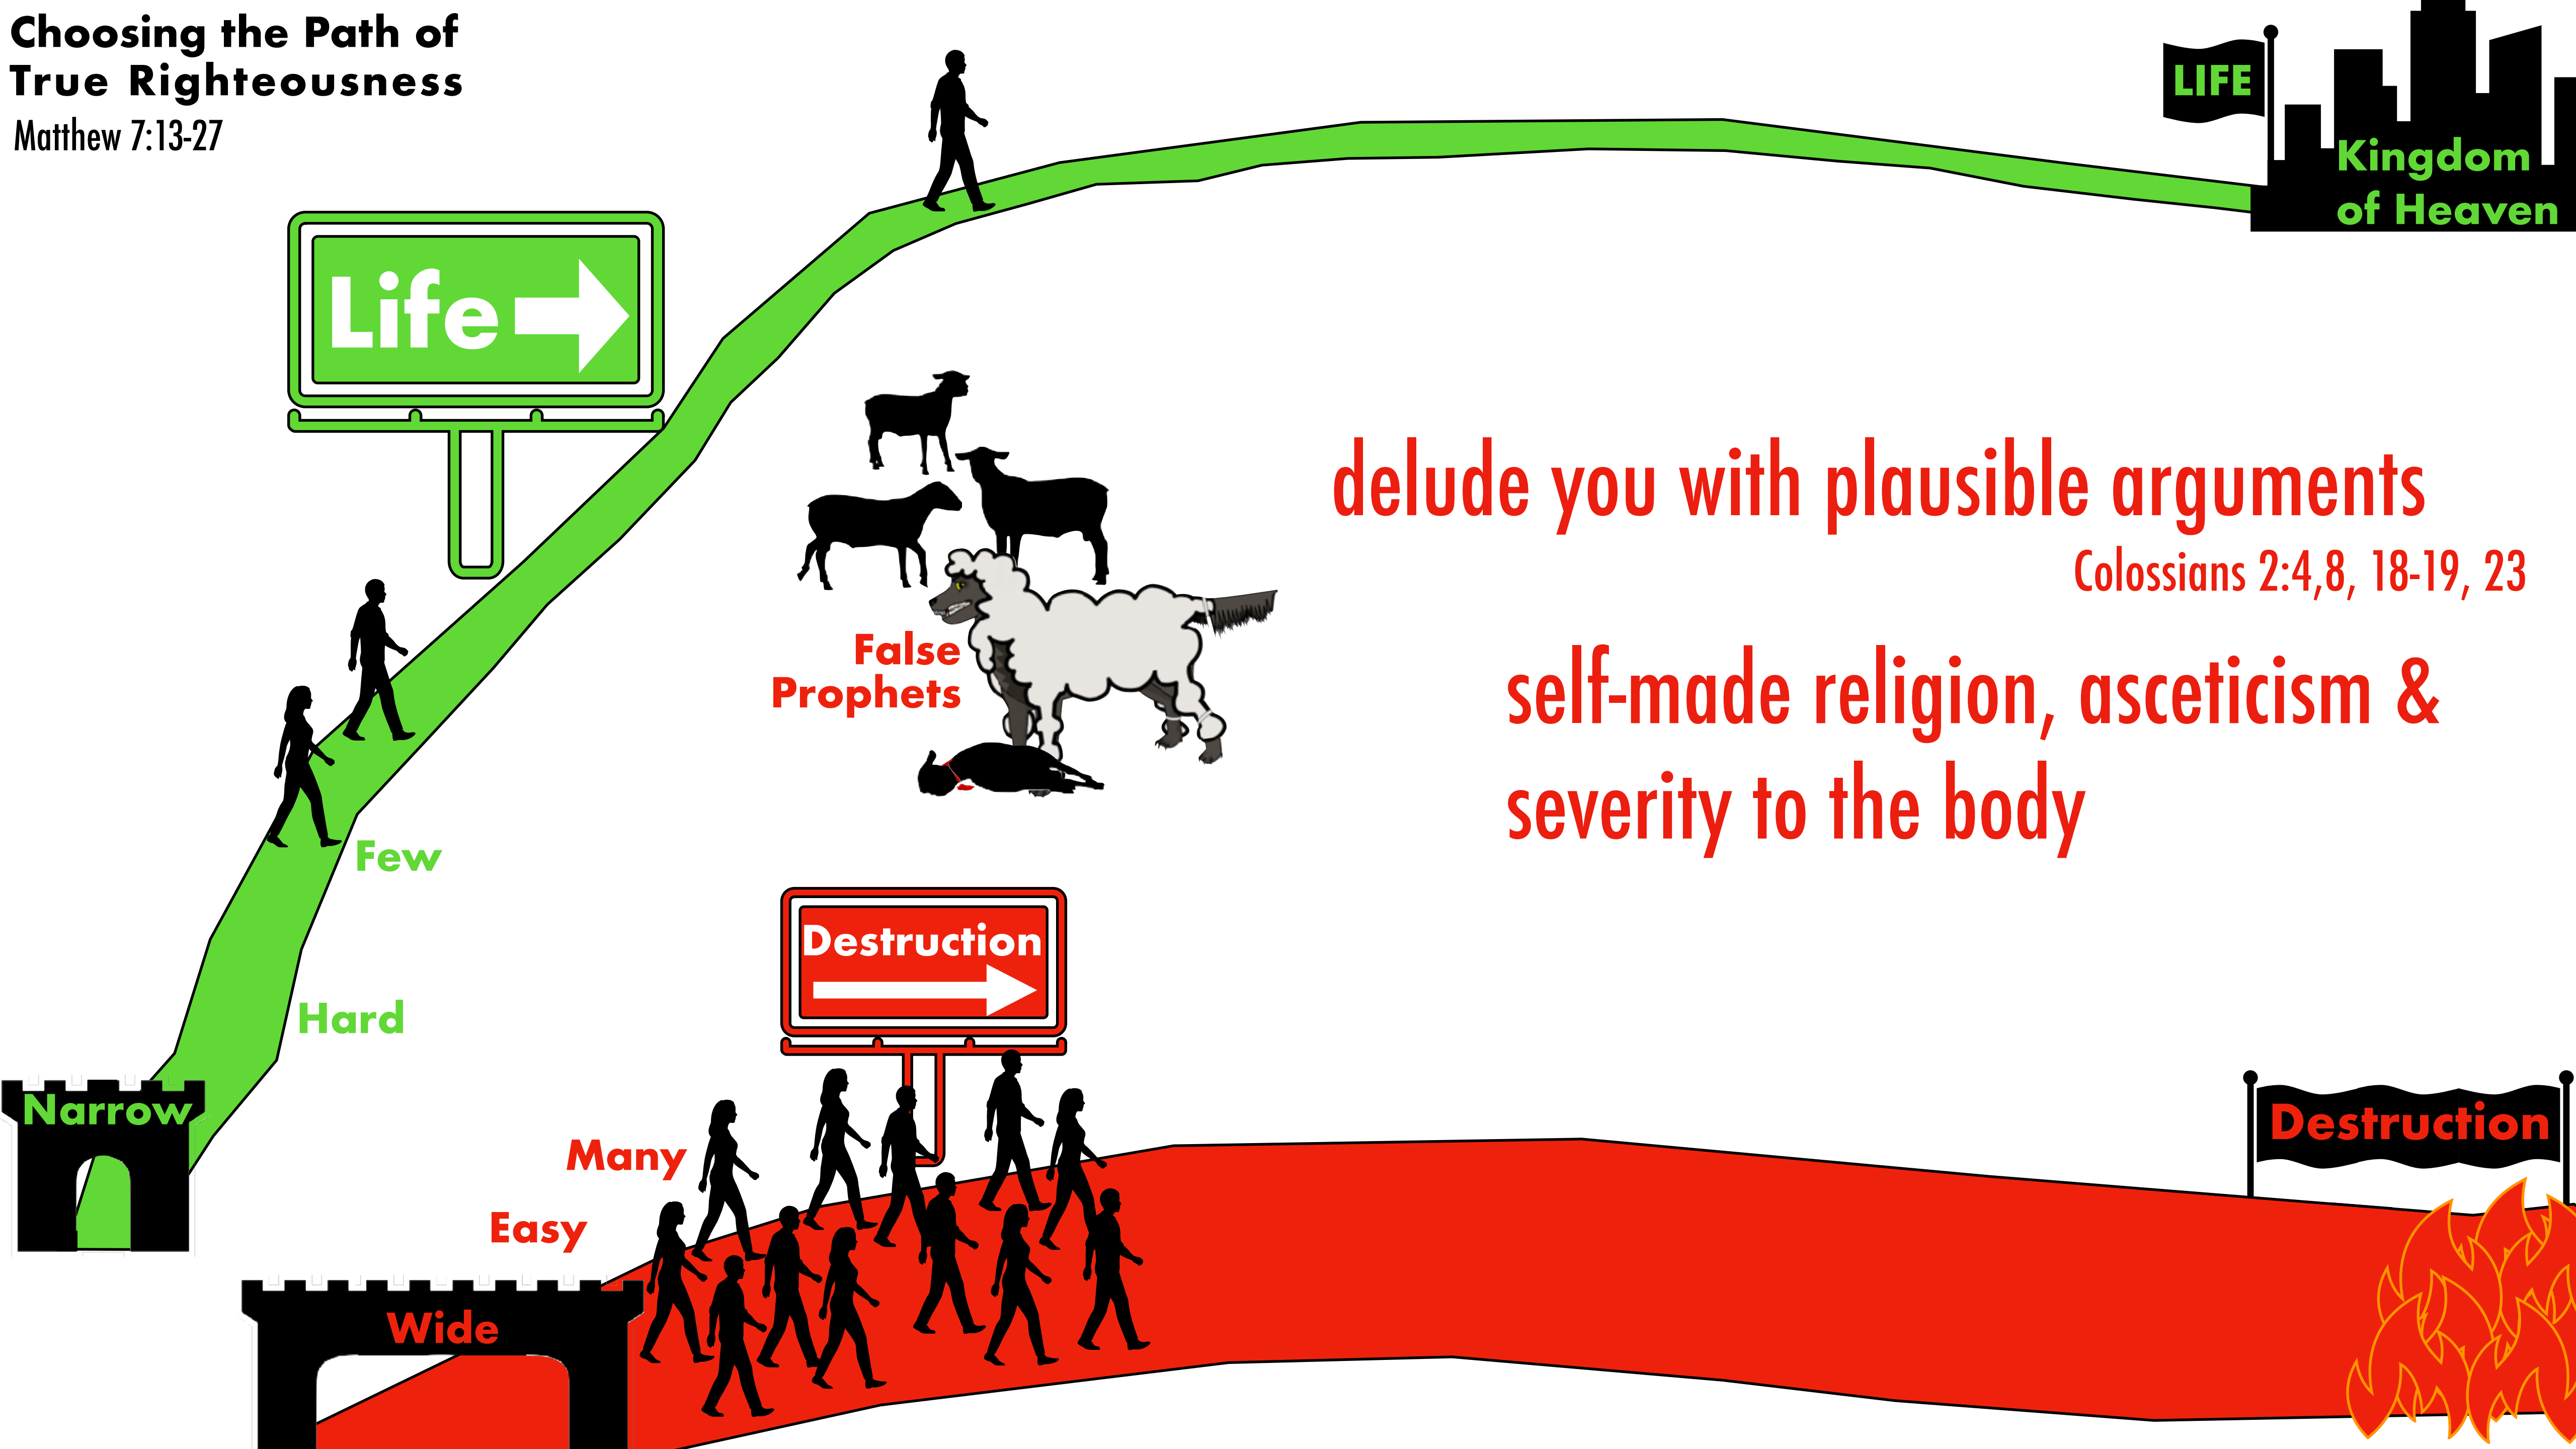 Choosing the Path of
True Righteousness
Matthew 7:13-27
LIFE
Kingdom
of Heaven
Life
delude you with plausible arguments
Colossians 2:4,8, 18-19, 23
False
Prophets
self-made religion, asceticism &
severity to the body
Few
Destruction
Hard
Narrow
Many
Destruction
Easy
Wide